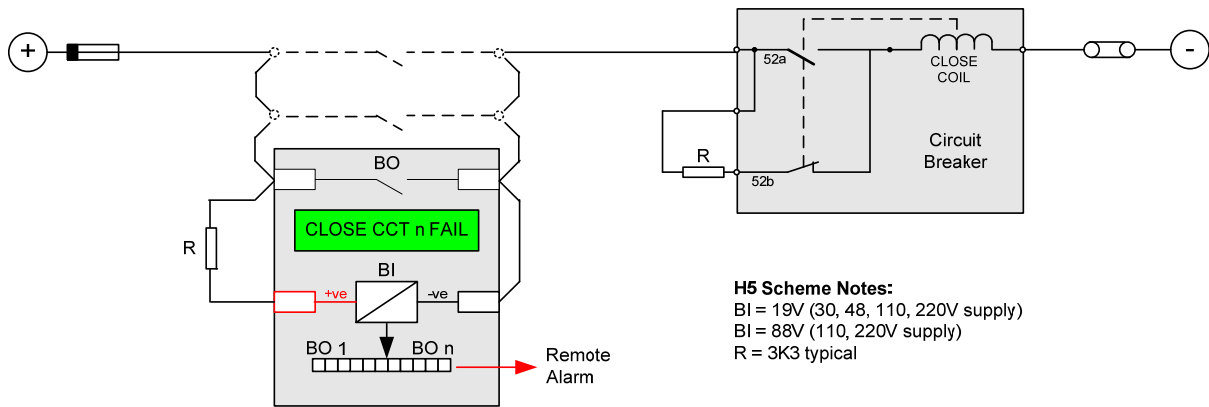 +
-
52a
CLOSE
COIL
R
52b
Circuit
Breaker
BO
CLOSE CCT n FAIL
R
BI
+ve
-ve
BO 1
BO n
Remote
Alarm
H5 Scheme Notes:
BI = 19V (30, 48, 110, 220V supply)
BI = 88V (110, 220V supply)
R = 3K3 typical